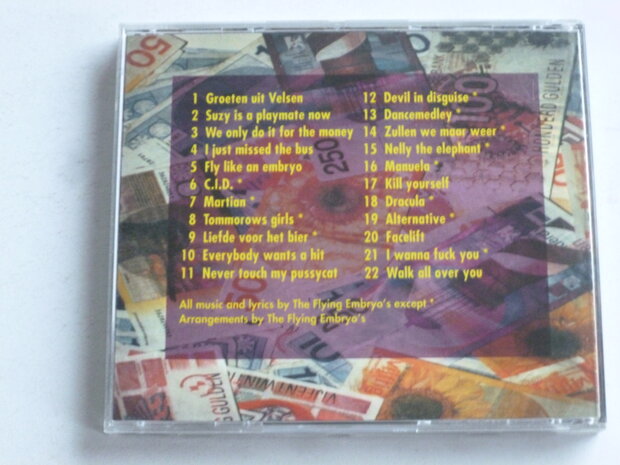 1 Groeten uit Velsen
2 Suzy is a playmate now
3 We only do it for the money
4 I just missed the bus
5 Fly like an embryo
6 C.I.D. *
7 Martian *
8 Tommorows girls *
9 Liefde voor het bier *
10 Everybody wants a hit
11 Never touch my pussycat
12 Devil in disguise *
13 Dancemedley *
14 Zullen we maar weer *
15 Nelly the elephant *
16 Manuela *
17 Kill yourself
18 Dracula *
19 Alternative *
20 Facelift
21 I wanna fuck you *
22 Walk all over you
All music and lyrics by The Flying Embryo's except *
Arrangements by The Flying Embryo's
50
250
100
GULDEN